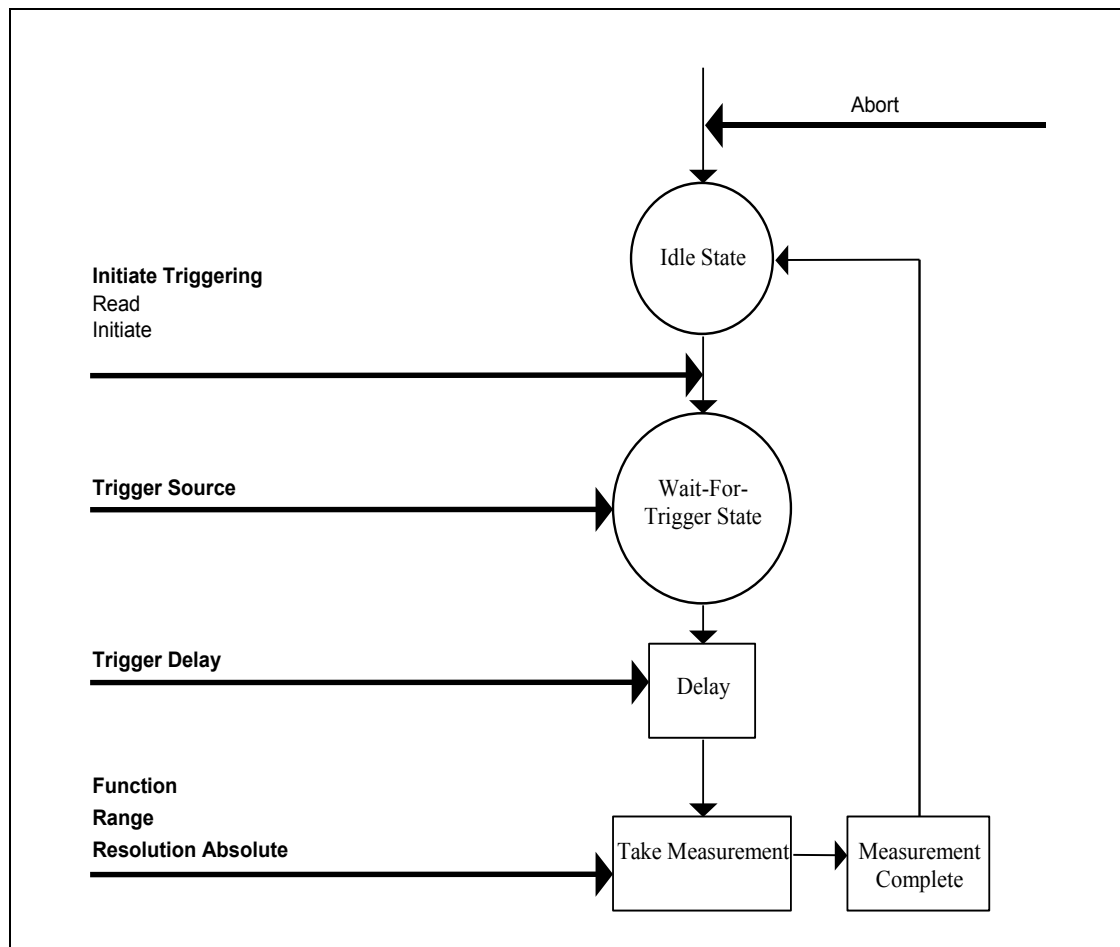 Abort
Idle State
Initiate Triggering
Read
Initiate
Trigger Source
Wait-For-
Trigger State
Trigger Delay
Delay
Function
Range
Resolution Absolute
Take Measurement
Measurement
Complete